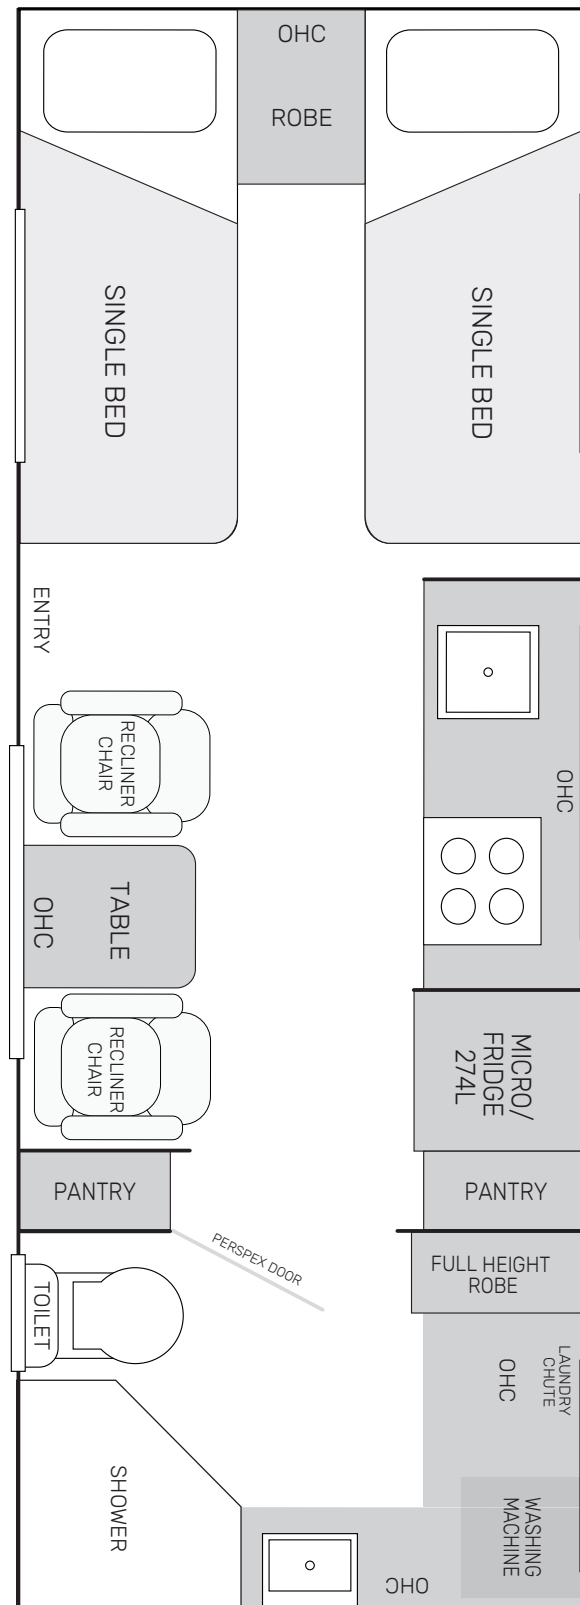 OHC
ROBE
SINGLE BED
SINGLE BED
ENTRY
RECLINER
CHAIR
OHC
TABLE
OHC
RECLINER
CHAIR
MICRO/
FRIDGE
274L
PANTRY
PANTRY
PERSPEX DOOR
FULL HEIGHT
ROBE
TOILET
LAUNDRY
CHUTE
OHC
SHOWER
WASHING
MACHINE
OHC